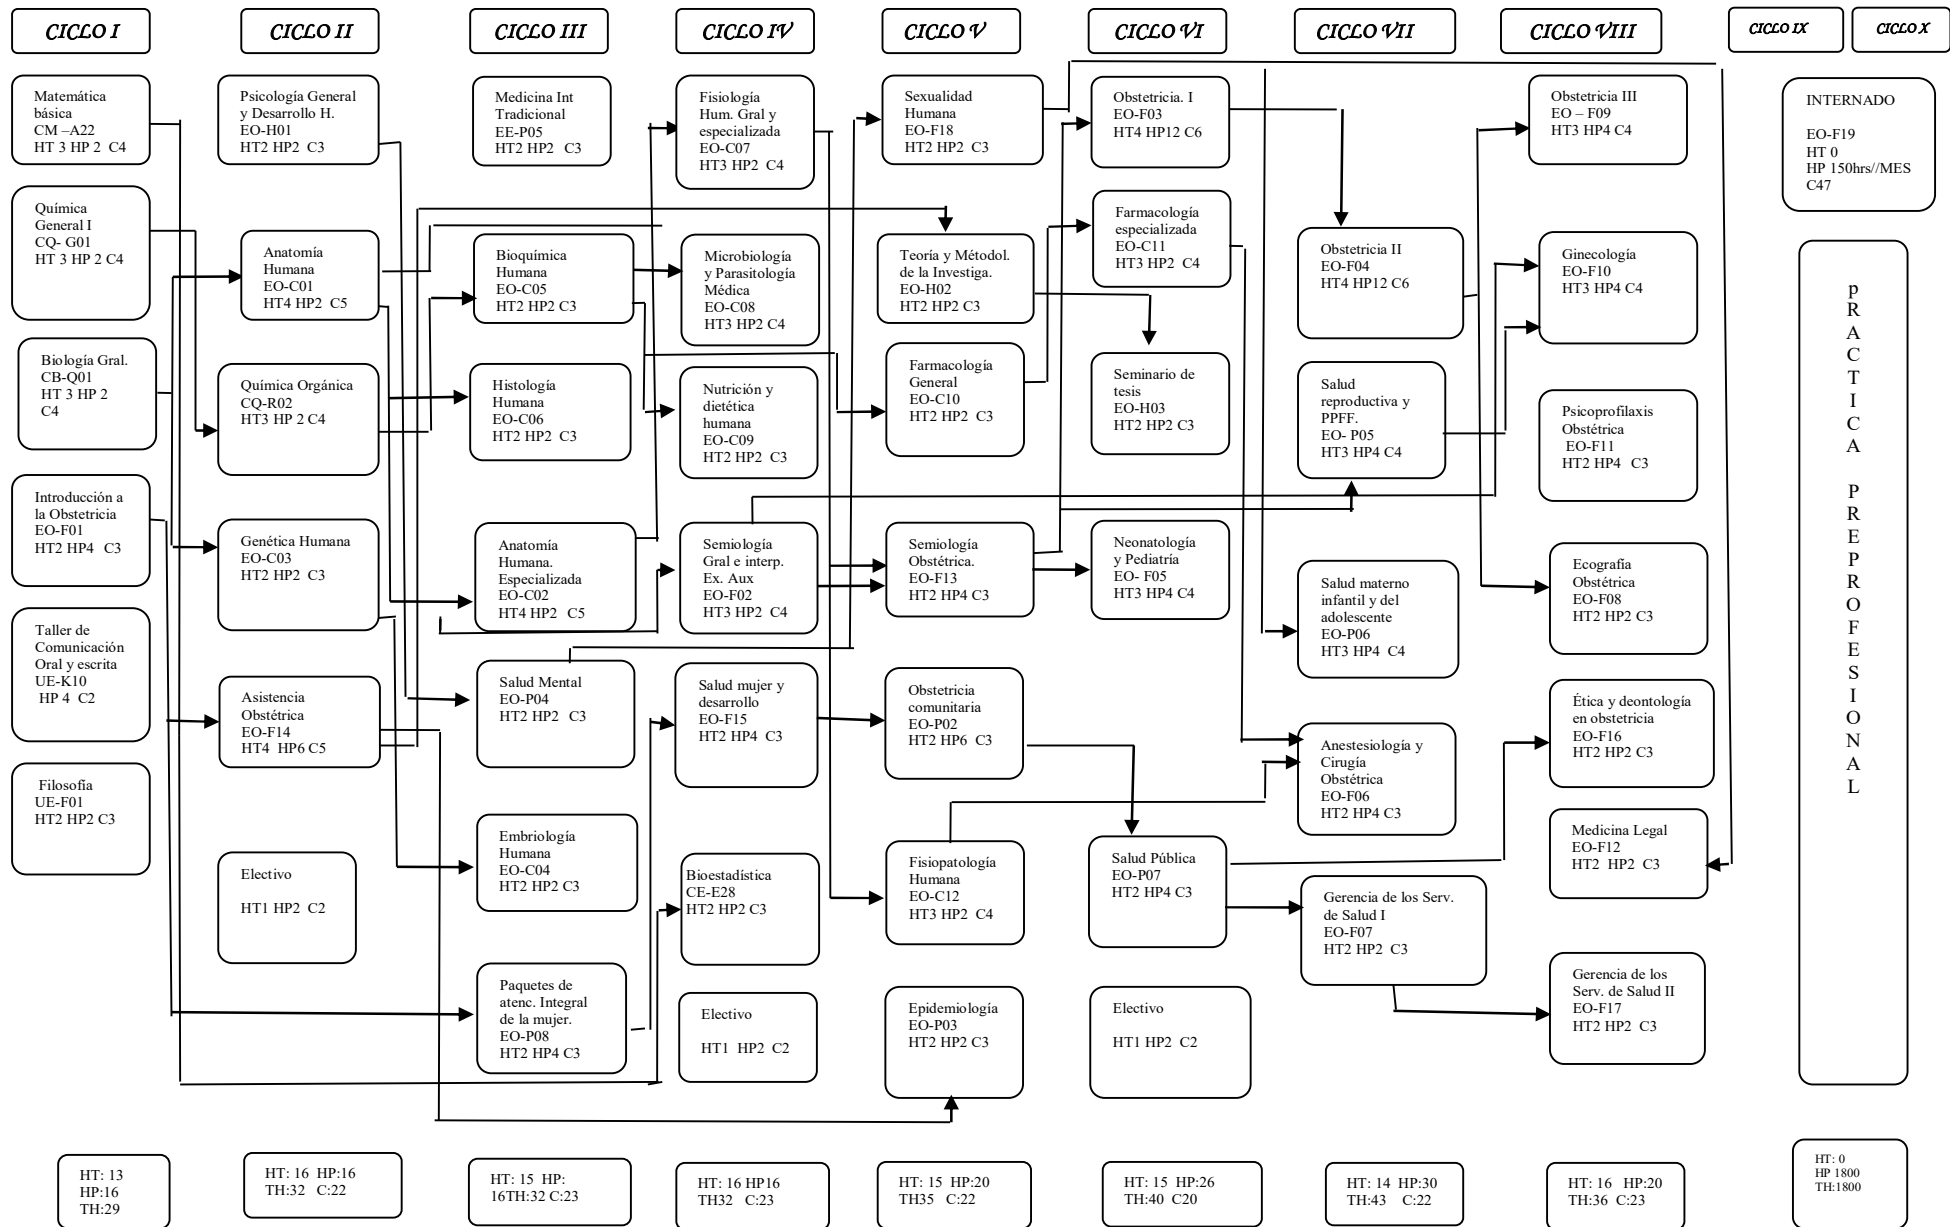 CICLO I
CICLO II
CICLO III
CICLO IV
CICLO V
CICLO VI
CICLO VII
CICLO VIII
CICLO IX
CICLO X
Matemática
básica
CM –A22
HT 3 HP 2 C4
Química
General I
CQ- G01
HT 3 HP 2 C4
Biología Gral.
CB-Q01
HT 3 HP 2
C4
Introducción a
la Obstetricia
EO-F01
HT2 HP4 C3
Taller de
Comunicación
Oral y escrita
UE-K10
HP 4 C2
Filosofía
UE-F01
HT2 HP2 C3
HT: 13
HP:16
TH:29
Psicología General
y Desarrollo H.
EO-H01
HT2 HP2 C3
Anatomía
Humana
EO-C01
HT4 HP2 C5
Química Orgánica
CQ-R02
HT3 HP 2 C4
Genética Humana
EO-C03
HT2 HP2 C3
Asistencia
Obstétrica
EO-F14
HT4 HP6 C5
Electivo
HT1 HP2 C2
HT: 16 HP:16
TH:32 C:22
Medicina Int
Tradicional
EE-P05
HT2 HP2 C3
Bioquímica
Humana
EO-C05
HT2 HP2 C3
Histología
Humana
EO-C06
HT2 HP2 C3
Anatomía
Humana.
Especializada
EO-C02
HT4 HP2 C5
Salud Mental
EO-P04
HT2 HP2 C3
Embriología
Humana
EO-C04
HT2 HP2 C3
Paquetes de
atenc. Integral
de la mujer.
EO-P08
HT2 HP4 C3
HT: 15 HP:
16TH:32 C:23
Fisiología
Hum. Gral y
especializada
EO-C07
HT3 HP2 C4
Microbiología
y Parasitología
Médica
EO-C08
HT3 HP2 C4
Nutrición y
dietética
humana
EO-C09
HT2 HP2 C3
Semiología
Gral e interp.
Ex. Aux
EO-F02
HT3 HP2 C4
Salud mujer y
desarrollo
EO-F15
HT2 HP4 C3
Bioestadística
CE-E28
HT2 HP2 C3
Electivo
HT1 HP2 C2
HT: 16 HP16
TH32 C:23
Sexualidad
Humana
EO-F18
HT2 HP2 C3
Teoría y Métodol.
de la Investiga.
EO-H02
HT2 HP2 C3
Farmacología
General
EO-C10
HT2 HP2 C3
Semiología
Obstétrica.
EO-F13
HT2 HP4 C3
Obstetricia
comunitaria
EO-P02
HT2 HP6 C3
Fisiopatología
Humana
EO-C12
HT3 HP2 C4
Epidemiología
EO-P03
HT2 HP2 C3
HT: 15 HP:20
TH35 C:22
Obstetricia. I
EO-F03
HT4 HP12 C6
Farmacología
especializada
EO-C11
HT3 HP2 C4
Seminario de
tesis
EO-H03
HT2 HP2 C3
Neonatología
y Pediatría
EO- F05
HT3 HP4 C4
Salud Pública
EO-P07
HT2 HP4 C3
Electivo
HT1 HP2 C2
HT: 15 HP:26
TH:40 C20
Obstetricia II
EO-F04
HT4 HP12 C6
Salud
reproductiva y
PPFF.
EO- P05
HT3 HP4 C4
Salud materno
infantil y del
adolescente
EO-P06
HT3 HP4 C4
Anestesiología y
Cirugía
Obstétrica
EO-F06
HT2 HP4 C3
Gerencia de los Serv.
de Salud I
EO-F07
HT2 HP2 C3
HT: 14 HP:30
TH:43 C:22
Obstetricia III
EO – F09
HT3 HP4 C4
Ginecología
EO-F10
HT3 HP4 C4
Psicoprofilaxis
Obstétrica
EO-F11
HT2 HP4 C3
Ecografía
Obstétrica
EO-F08
HT2 HP2 C3
Ética y deontología
en obstetricia
EO-F16
HT2 HP2 C3
Medicina Legal
EO-F12
HT2 HP2 C3
Gerencia de los
Serv. de Salud II
EO-F17
HT2 HP2 C3
HT: 16 HP:20
TH:36 C:23
INTERNADO
EO-F19
HT 0
HP 150hrs//MES
C47
pRACTICA PREPROFESIONAL
HT: 0
HP 1800
TH:1800